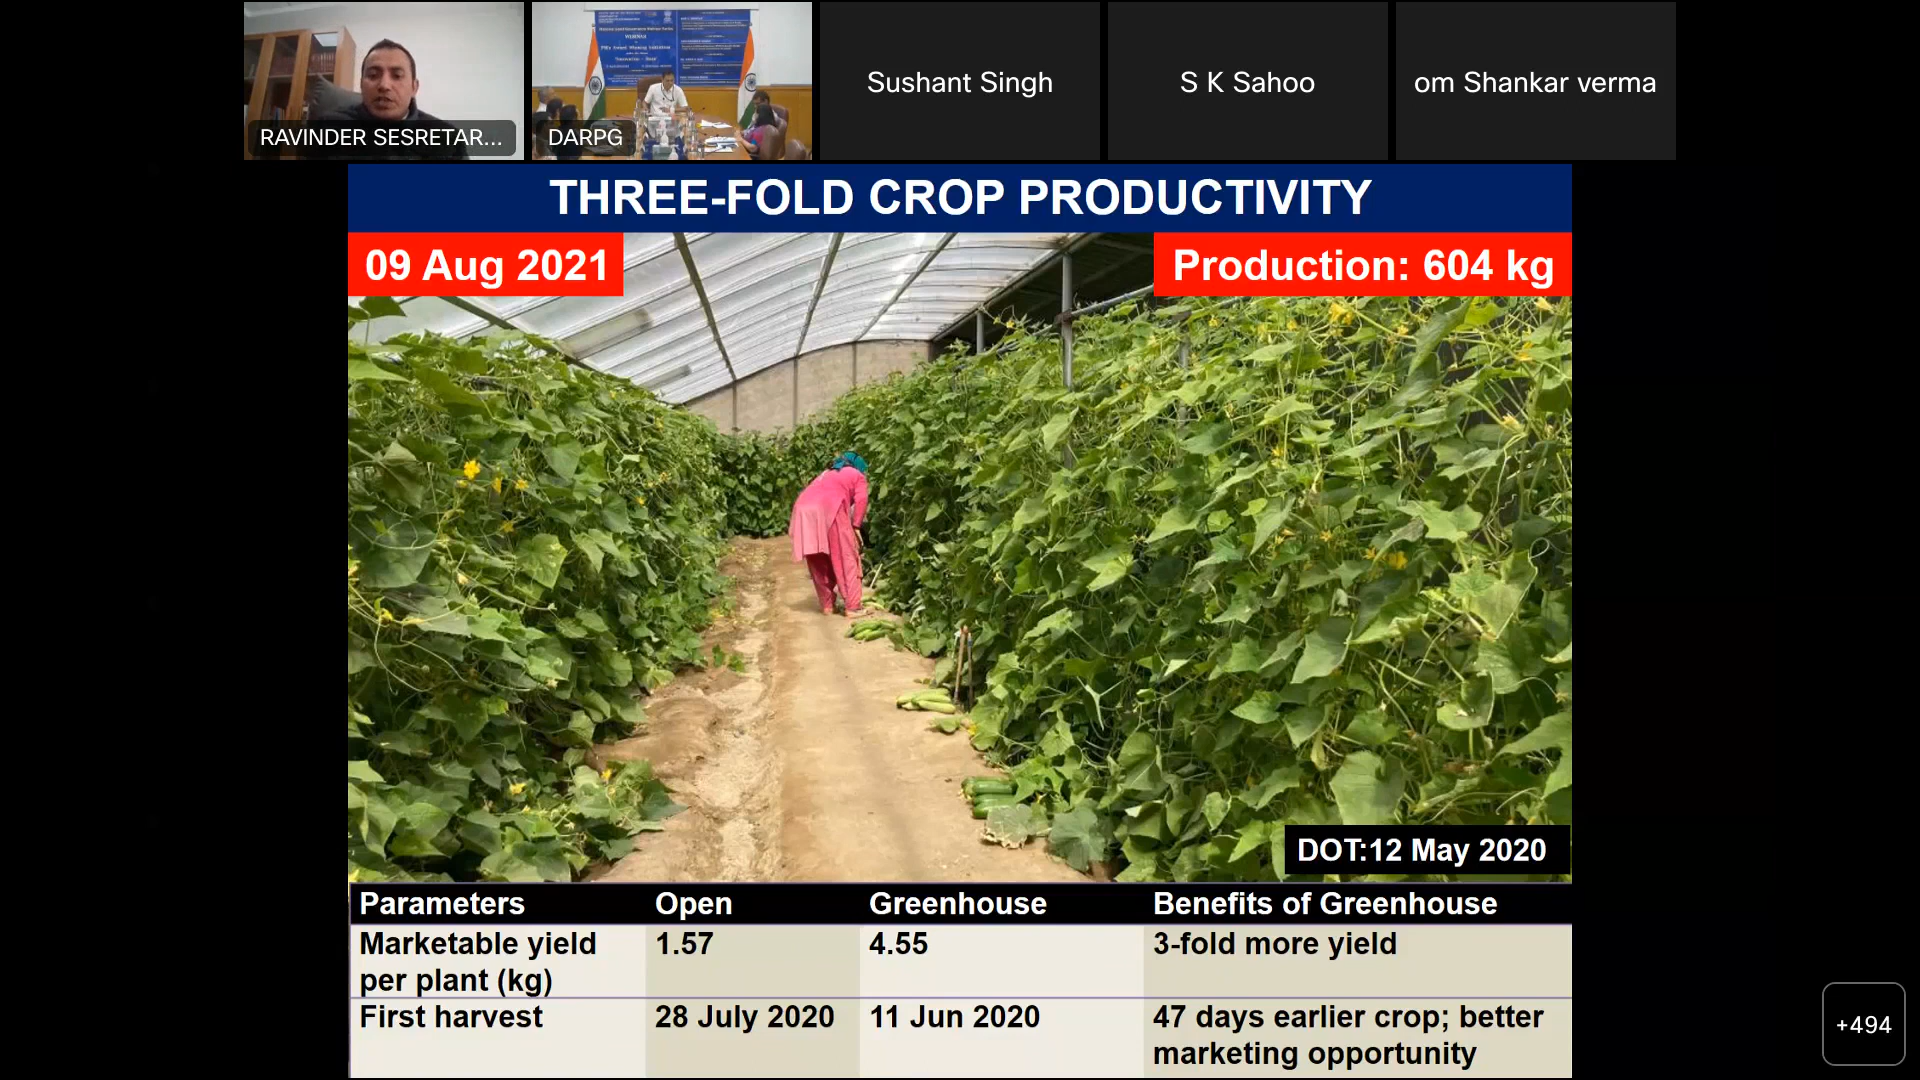 RAVINDER SESRETAR...
DARPG
WEBINAR
Sushant Singh
S K Sahoo
om Shankar verma
THREE-FOLD CROP PRODUCTIVITY
09 Aug 2021
Production: 604 kg
DOT:12 May 2020
Parameters Open Greenhouse Benefits of Greenhouse
Marketable yield 1.57 4.55 3-fold more yield
per plant (kg)
First harvest 28 July 2020 11 Jun 2020 47 days earlier crop; better
marketing opportunity
+494